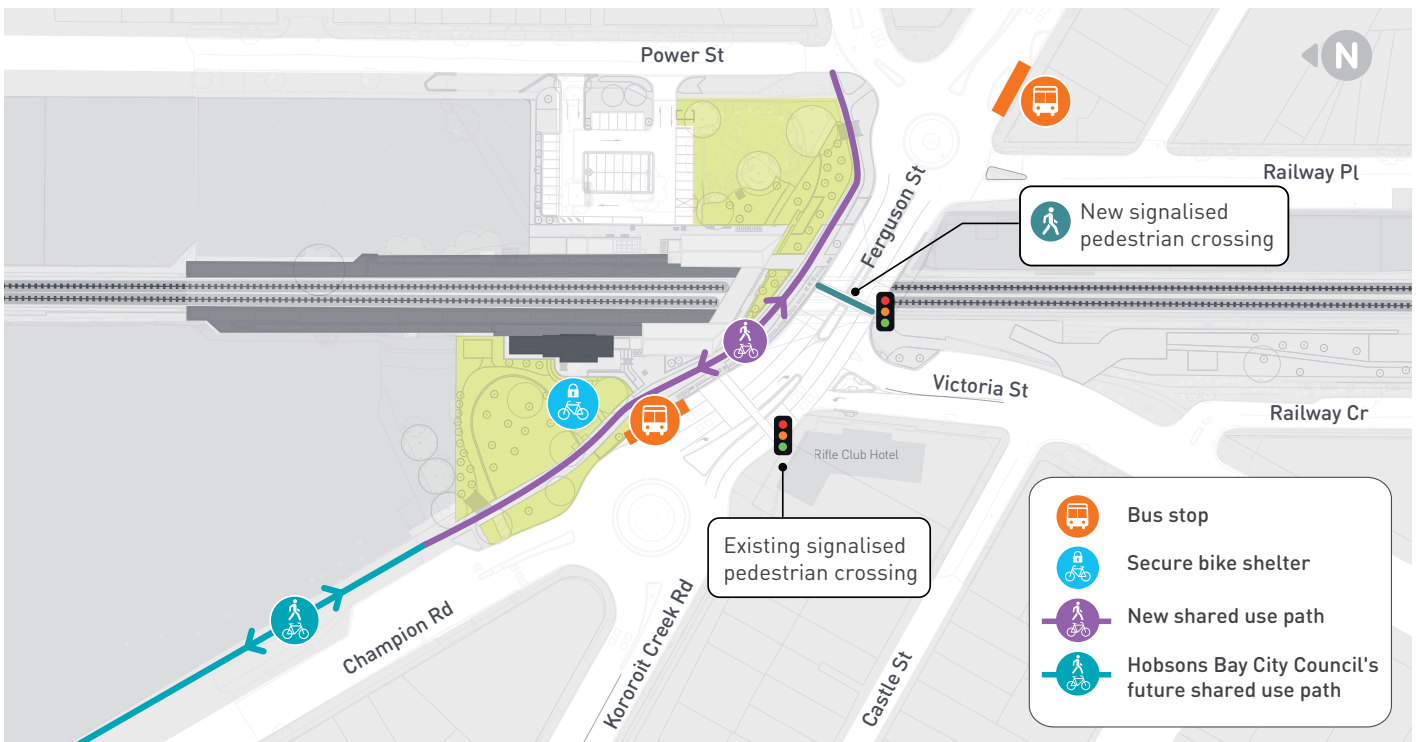 Power St
N
Railway Pl
Ferguson St
New signalised
pedestrian crossing
Victoria St
Railway Cr
Rifle Club Hotel
Existing signalised
pedestrian crossing
Champion Rd
Kororoit Creek Rd
Castle St
Bus stop
Secure bike shelter
New shared use path
Hobsons Bay City Council's
future shared use path